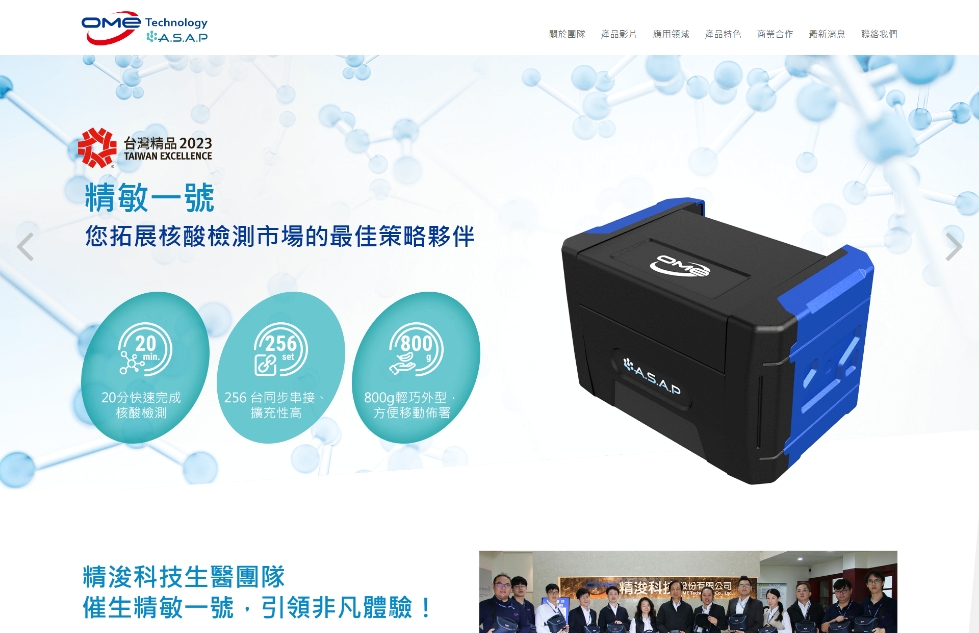 OME Technology
A.S.A.P
關於團隊 產品影片 應用領域 產品特色 商業合作 最新消息 聯絡我們
台灣精品 2023
TAIWAN EXCELLENCE
精敏一號
您拓展核酸檢測市場的最佳策略夥伴
20
min.
20分快速完成
核酸檢測
256
set
256 台同步串接、
擴充性高
800
g
800g輕巧外型,
方便移動佈署
OME
A.S.A.P
精浚科技生醫團隊
催生精敏一號,引領非凡體驗!
精浚科技股份有限公司